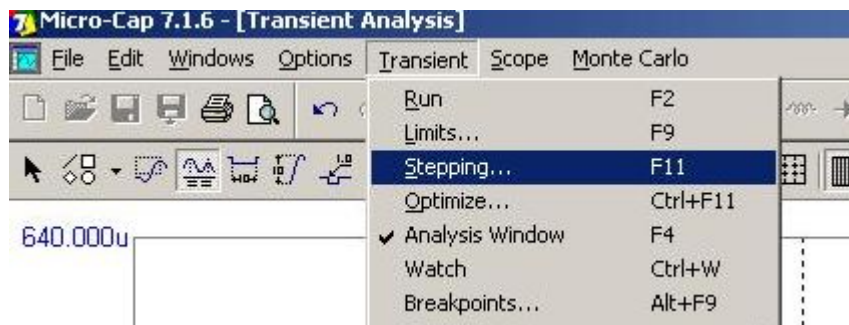 Micro-Cap 7.1.6 - [Transient Analysis]
File Edit Windows Options Transient Scope Monte Carlo
Run F2
Limits... F9
Stepping... F11
Optimize... Ctrl+F11
640.000u
Analysis Window F4
Watch Ctrl+W
Breakpoints... Alt+F9